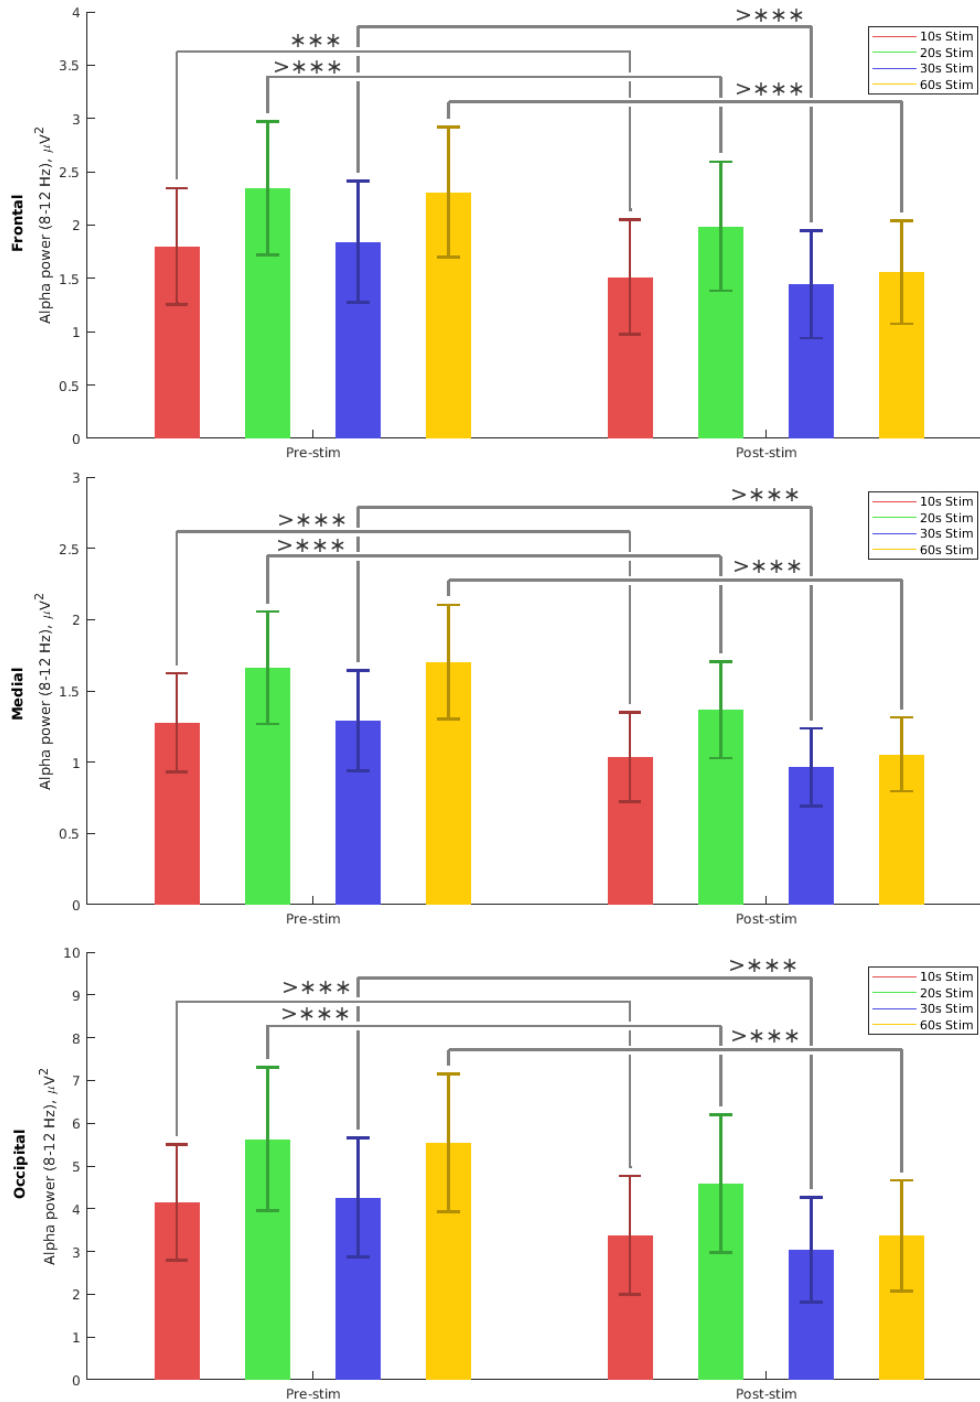 4
3.5
3
2.5
2
1.5
1
0.5
0
Frontal
Alpha power (8-12 Hz), μV²
>∗∗∗
∗∗∗
>∗∗∗
>∗∗∗
10s Stim
20s Stim
30s Stim
60s Stim
Pre-stim
Post-stim
3
2.5
2
1.5
1
0.5
0
Medial
Alpha power (8-12 Hz), μV²
>∗∗∗
>∗∗∗
>∗∗∗
>∗∗∗
10s Stim
20s Stim
30s Stim
60s Stim
Pre-stim
Post-stim
10
9
8
7
6
5
4
3
2
1
0
Occipital
Alpha power (8-12 Hz), μV²
>∗∗∗
>∗∗∗
>∗∗∗
>∗∗∗
10s Stim
20s Stim
30s Stim
60s Stim
Pre-stim
Post-stim